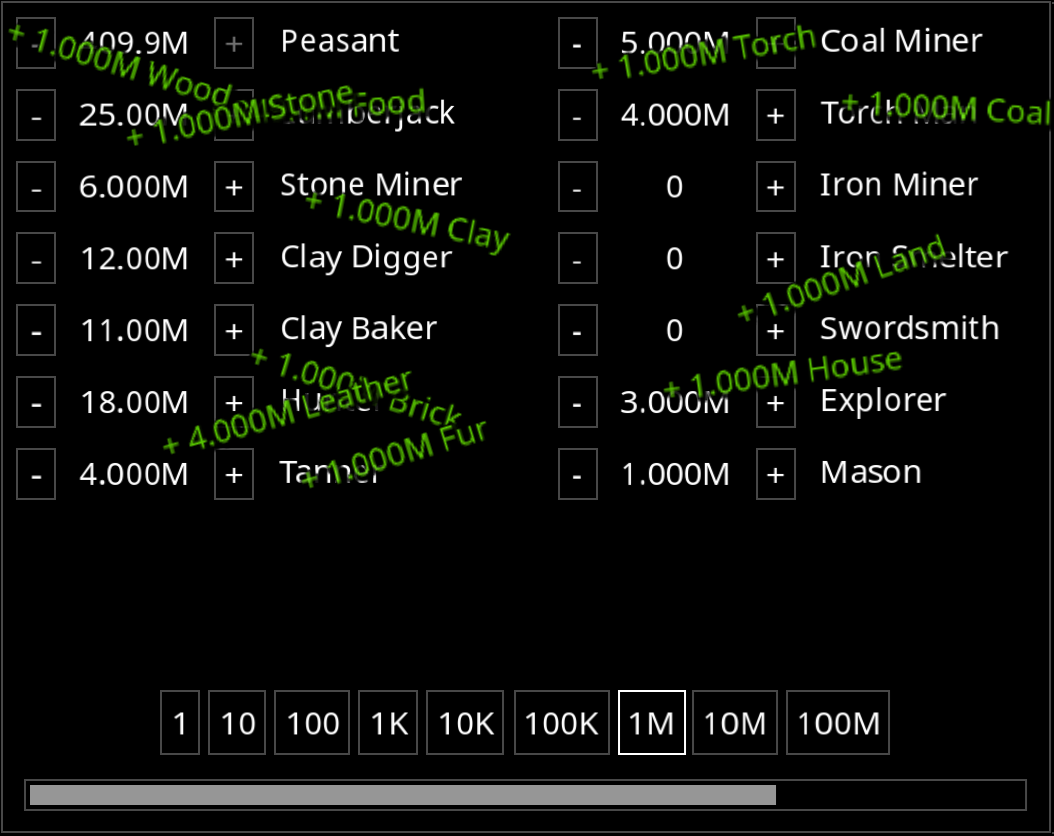 - 409.9M + Peasant
- 5.000M Coal Miner
+ 1.000M Wood
+ 1.000M Torch
- 25.00M
+ 1.000M Stone
- 4.000M +
+ 1.000M Coal
- 6.000M + Stone Miner
- 0 + Iron Miner
+ 1.000M Clay
- 12.00M + Clay Digger
- 0 +
+ 1.000M Land
- 11.00M + Clay Baker
- 0 + Swordsmith
Brick
+ 1.000M House
- 18.00M +
- 3.000M + Explorer
+ 4.000M Leather
+ 1.000M Fur
- 4.000M + Tanner
- 1.000M + Mason
1 10 100 1K 10K 100K 1M 10M 100M